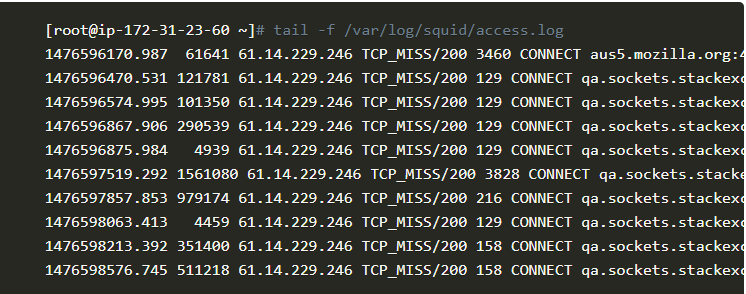 [root@ip-172-31-23-60 ~]# tail -f /var/log/squid/access.log
1476596170.987  61641 61.14.229.246 TCP_MISS/200 3460 CONNECT aus5.mozilla.org:4
1476596470.531 121781 61.14.229.246 TCP_MISS/200 129 CONNECT qa.sockets.stackexc
1476596574.995 101350 61.14.229.246 TCP_MISS/200 129 CONNECT qa.sockets.stackexc
1476596867.906 290539 61.14.229.246 TCP_MISS/200 129 CONNECT qa.sockets.stackexc
1476596875.984   4939 61.14.229.246 TCP_MISS/200 129 CONNECT qa.sockets.stackexc
1476597519.292 1561080 61.14.229.246 TCP_MISS/200 3828 CONNECT qa.sockets.stacke
1476597857.853 979174 61.14.229.246 TCP_MISS/200 216 CONNECT qa.sockets.stackexc
1476598063.413   4459 61.14.229.246 TCP_MISS/200 129 CONNECT qa.sockets.stackexc
1476598213.392 351400 61.14.229.246 TCP_MISS/200 158 CONNECT qa.sockets.stackexc
1476598576.745 511218 61.14.229.246 TCP_MISS/200 158 CONNECT qa.sockets.stackexc